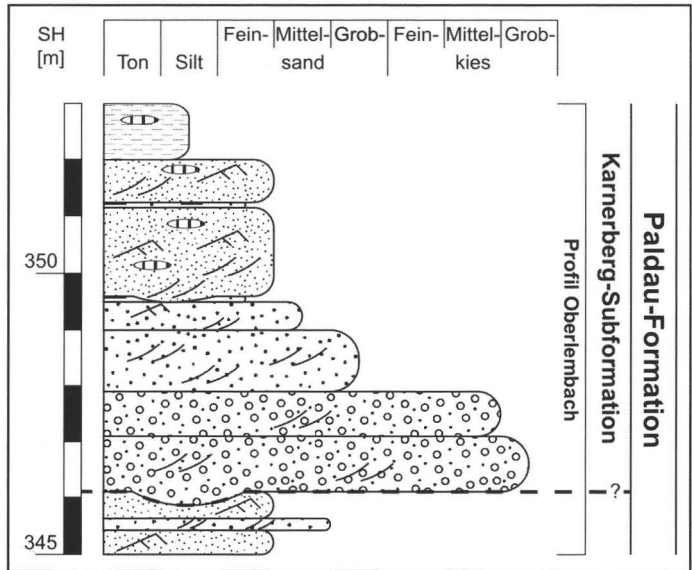 SH
[m]
Fein- Mittel- Grob- Fein- Mittel- Grob-
Ton Silt sand kies
350
345
?
Profil Oberlembach
Karnerberg-Subformation
Paldau-Formation